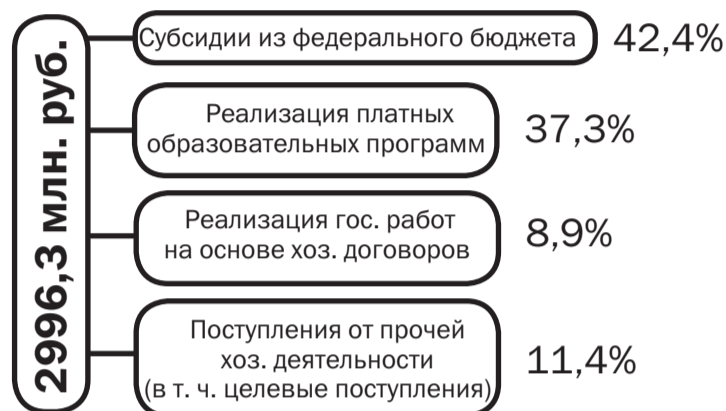 2996,3 млн. руб.
Субсидии из федерального бюджета
42,4%
Реализация платных
образовательных программ
37,3%
Реализация гос. работ
на основе хоз. договоров
8,9%
Поступления от прочей
хоз. деятельности
(в т. ч. целевые поступления)
11,4%